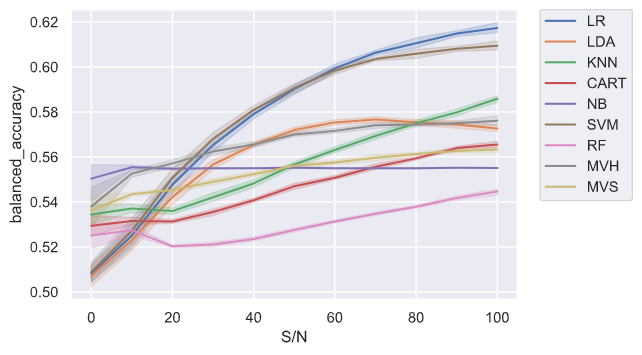 0.62
0.60
0.58
0.56
0.54
0.52
0.50
balanced_accuracy
0 20 40 60 80 100
S/N
LR
LDA
KNN
CART
NB
SVM
RF
MVH
MVS